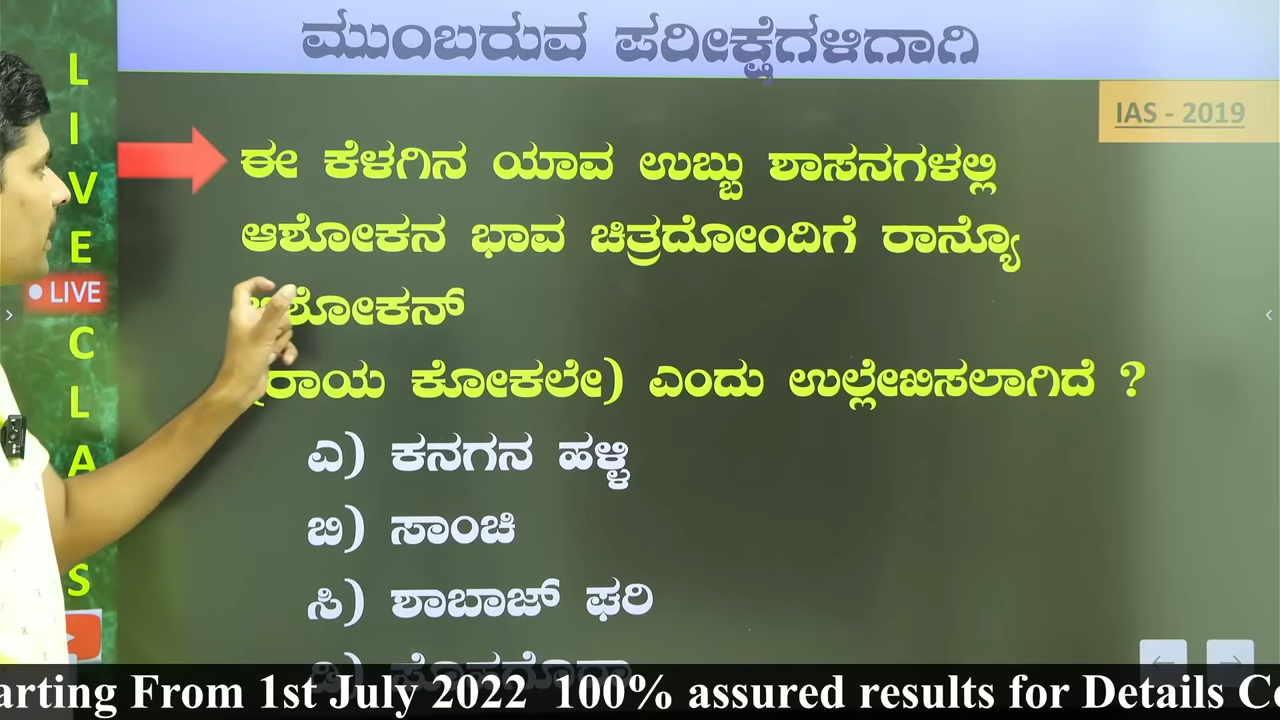 ಮುಂಬರುವ ಪರೀಕ್ಷೆಗಳಿಗಾಗಿ
IAS - 2019
LIVE CLASS
LIVE
ಈ ಕೆಳಗಿನ ಯಾವ ಉಬ್ಬು ಶಾಸನಗಳಲ್ಲಿ
ಆಶೋಕನ ಭಾವ ಚಿತ್ರದೋಂದಿಗೆ ರಾನ್ಯೊ
ಶೋಕನ್
ರಾಯ ಕೋಕಲೇ) ಎಂದು ಉಲ್ಲೇಖಿಸಲಾಗಿದೆ ?
ಎ) ಕನಗನ ಹಳ್ಳಿ
ಬಿ) ಸಾಂಚಿ
ಸಿ) ಶಾಬಾಜ್ ಘರಿ
ಡಿ)
arting From 1st July 2022 100% assured results for Details Co